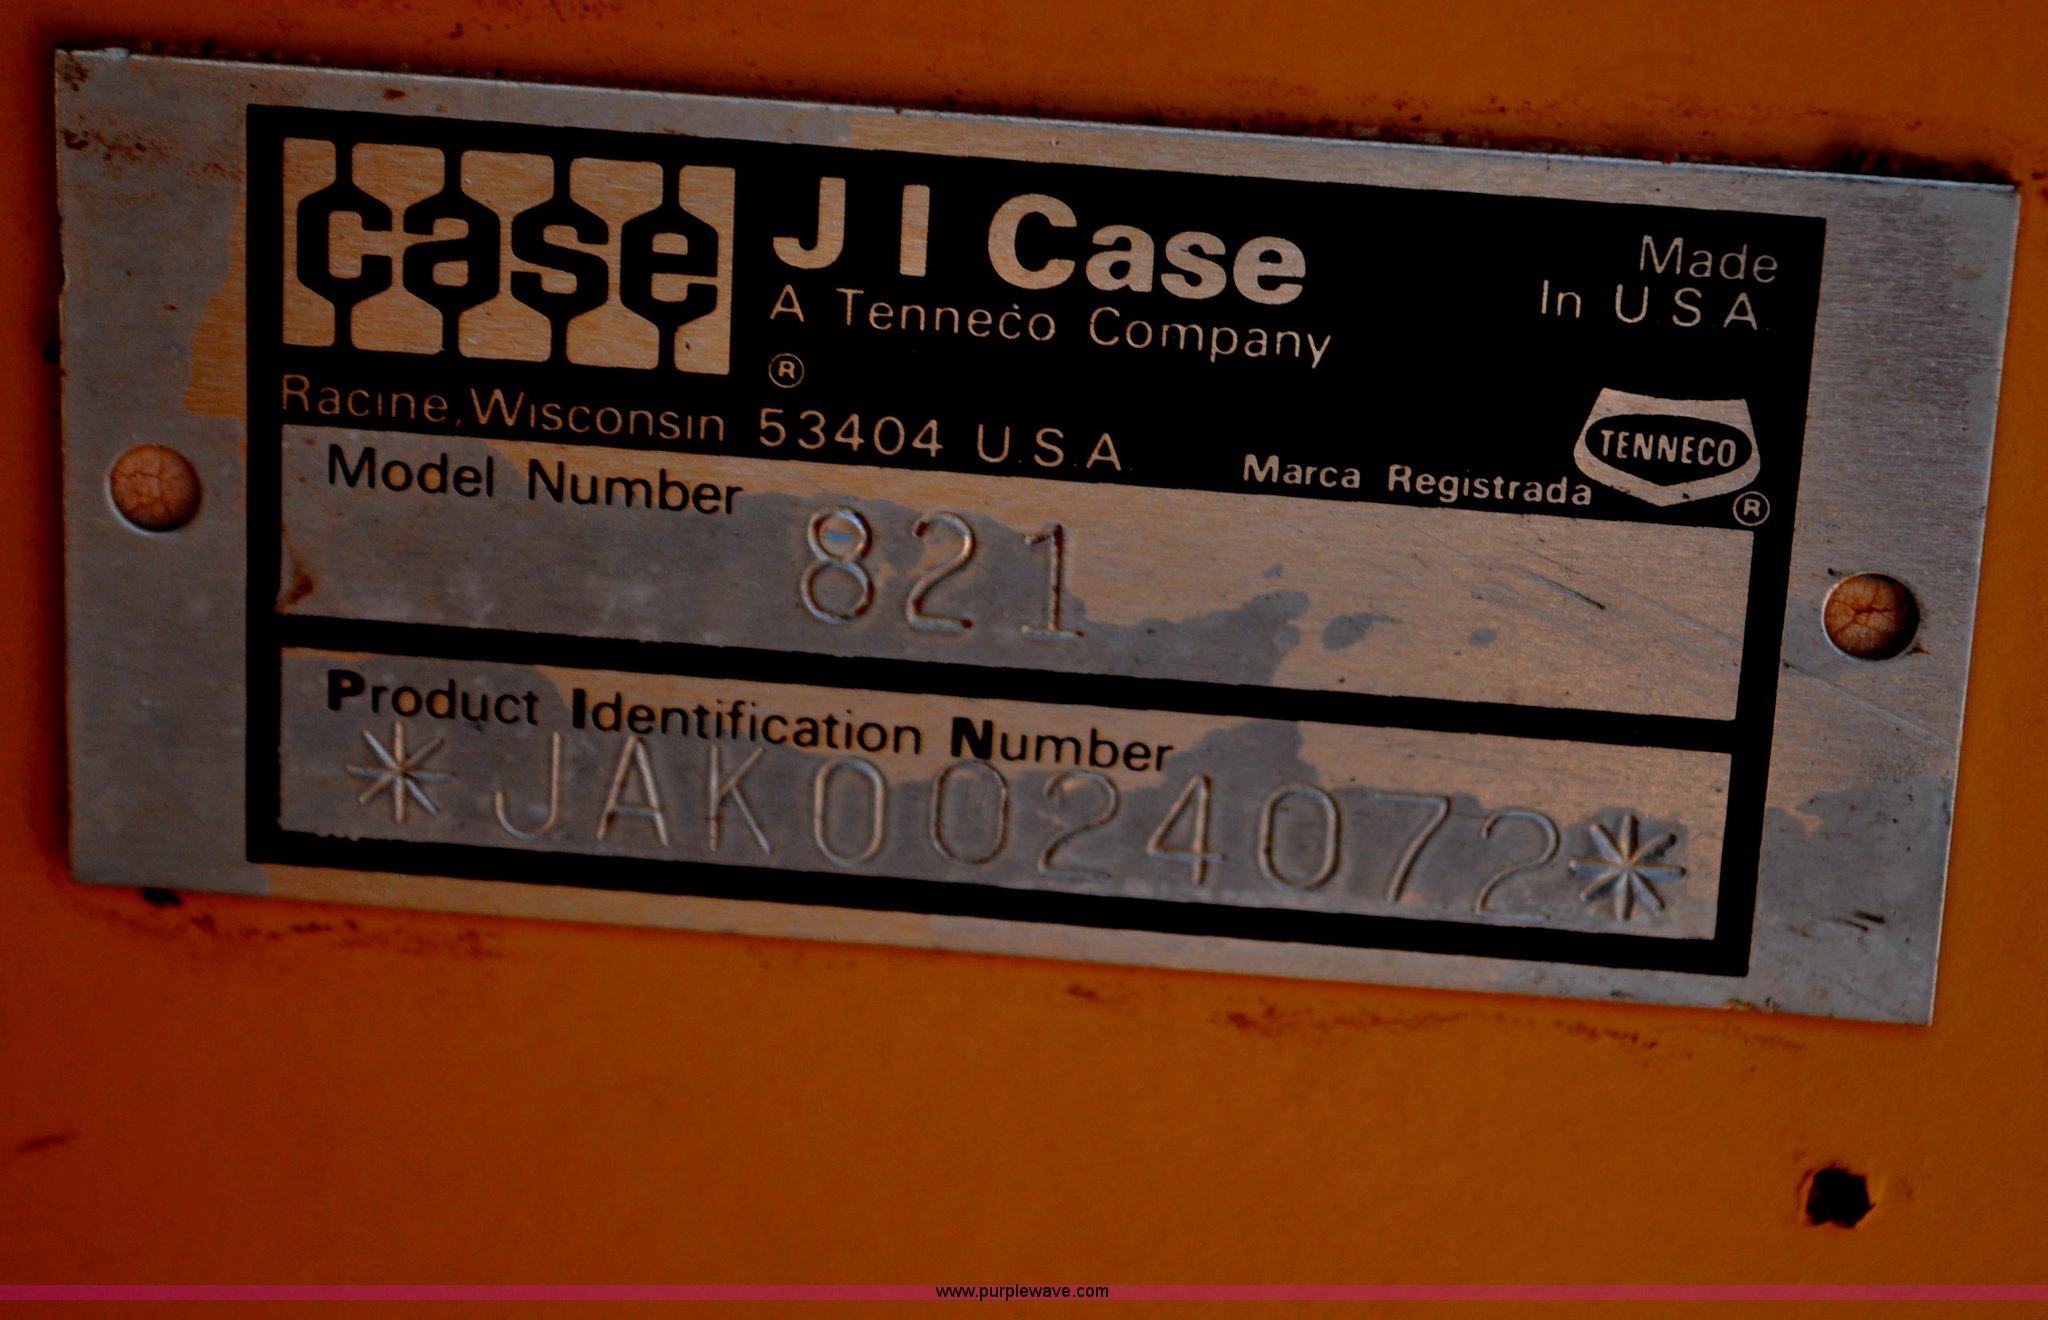 case J I Case
A Tenneco Company
®
Made
In U.S.A.
Racine, Wisconsin 53404 U.S.A.
Marca Registrada TENNECO ®
Model Number
821
Product Identification Number
*JAK0024072*
www.purplewave.com